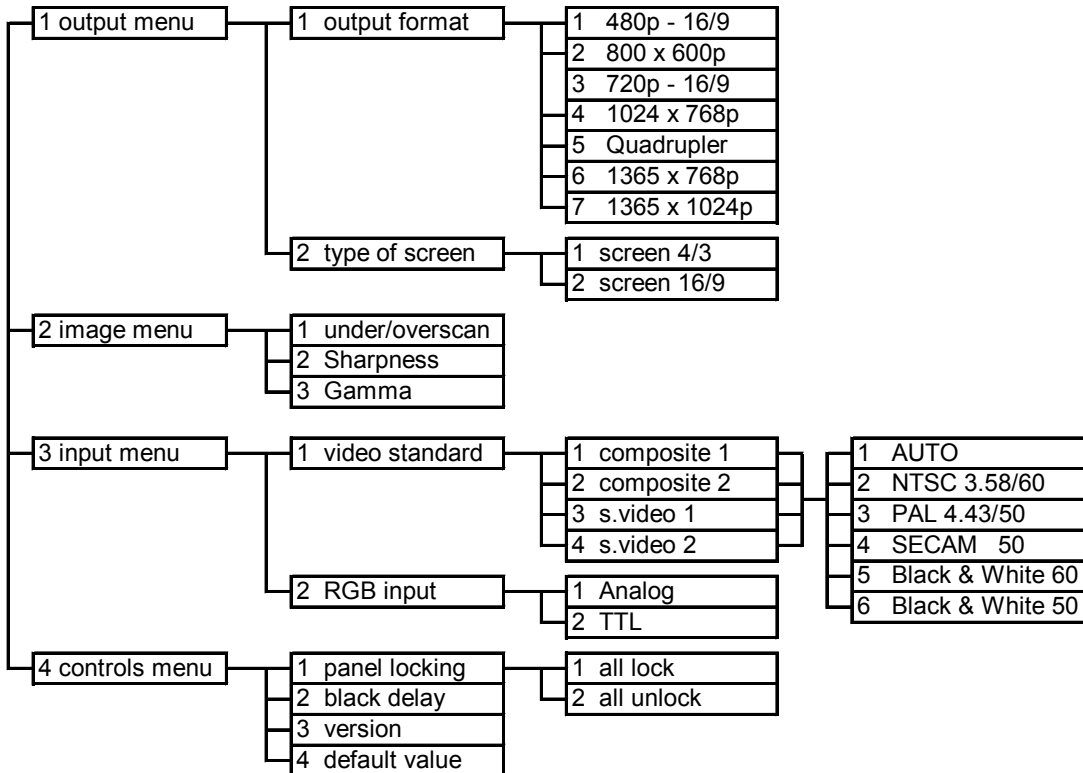 1 output menu
1 output format
1 480p - 16/9
2 800 x 600p
3 720p - 16/9
4 1024 x 768p
5 Quadrupler
6 1365 x 768p
7 1365 x 1024p
2 type of screen
1 screen 4/3
2 screen 16/9
2 image menu
1 under/overscan
2 Sharpness
3 Gamma
3 input menu
1 video standard
1 composite 1
2 composite 2
3 s.video 1
4 s.video 2
1 AUTO
2 NTSC 3.58/60
3 PAL 4.43/50
4 SECAM 50
5 Black & White 60
6 Black & White 50
2 RGB input
1 Analog
2 TTL
4 controls menu
1 panel locking
1 all lock
2 all unlock
2 black delay
3 version
4 default value